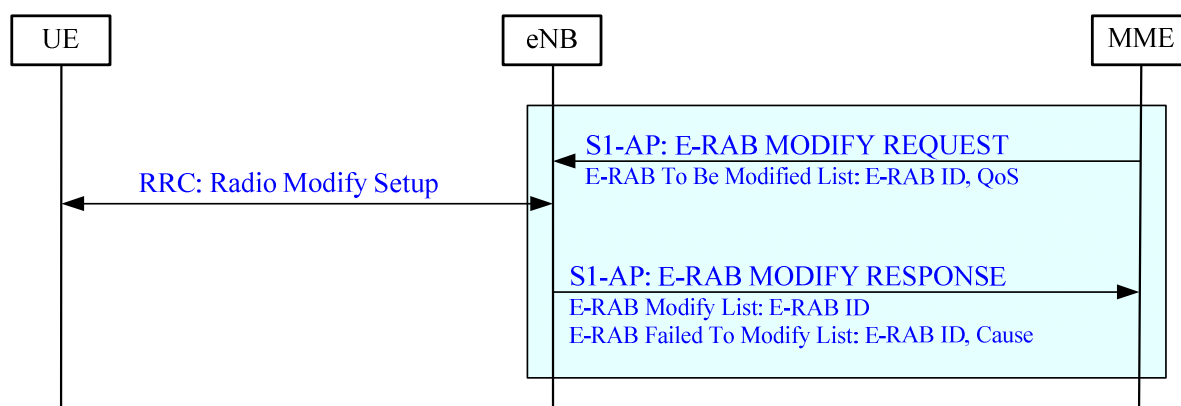 UE
eNB
MME
S1-AP: E-RAB MODIFY REQUEST
E-RAB To Be Modified List: E-RAB ID, QoS
RRC: Radio Modify Setup
S1-AP: E-RAB MODIFY RESPONSE
E-RAB Modify List: E-RAB ID
E-RAB Failed To Modify List: E-RAB ID, Cause